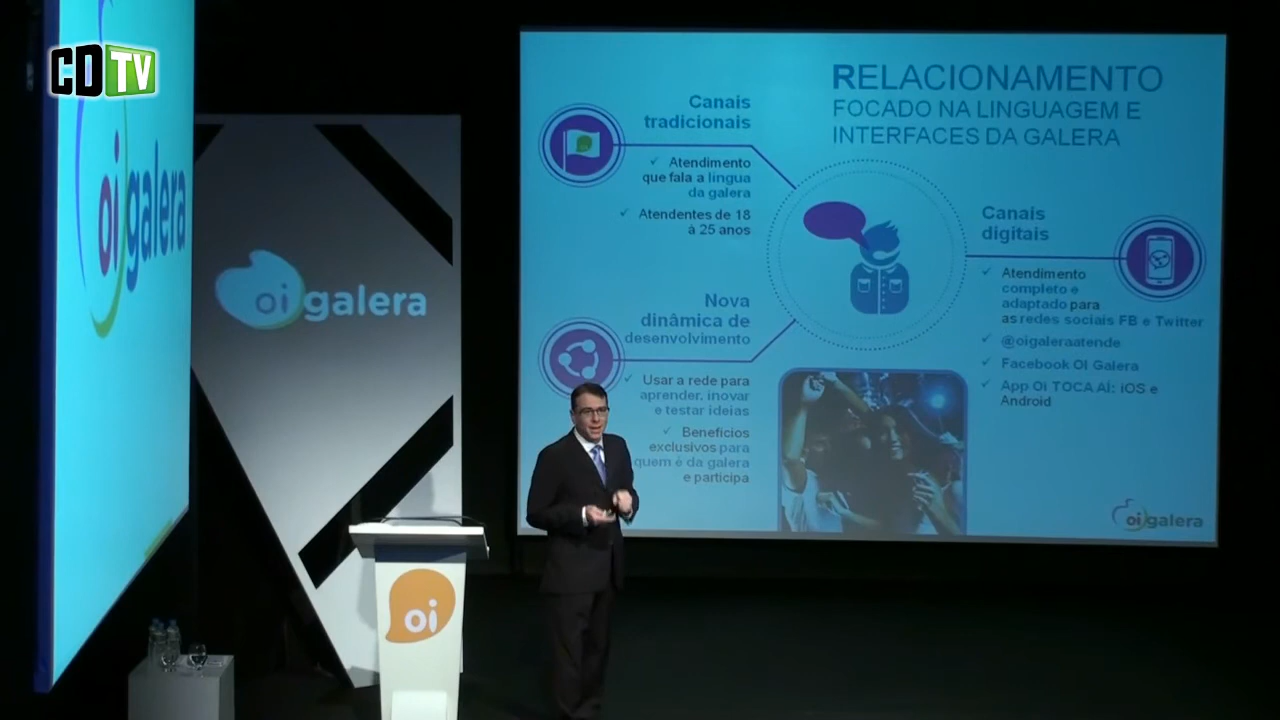 CDTV
oi galera
oi galera
oi
RELACIONAMENTO
FOCADO NA LINGUAGEM E
INTERFACES DA GALERA
Canais
tradicionais
✓ Atendimento
que fala a língua
da galera
✓ Atendentes de 18
à 25 anos
Nova
dinâmica de
desenvolvimento
✓ Usar a rede para
aprender, inovar
e testar ideias
✓ Benefícios
exclusivos para
quem é da galera
e participa
Canais
digitais
✓ Atendimento
completo e
adaptado para
as redes sociais FB e Twitter
✓ @oigaleraatende
✓ Facebook OI Galera
✓ App Oi TOCA AÍ: iOS e
Android
oi galera